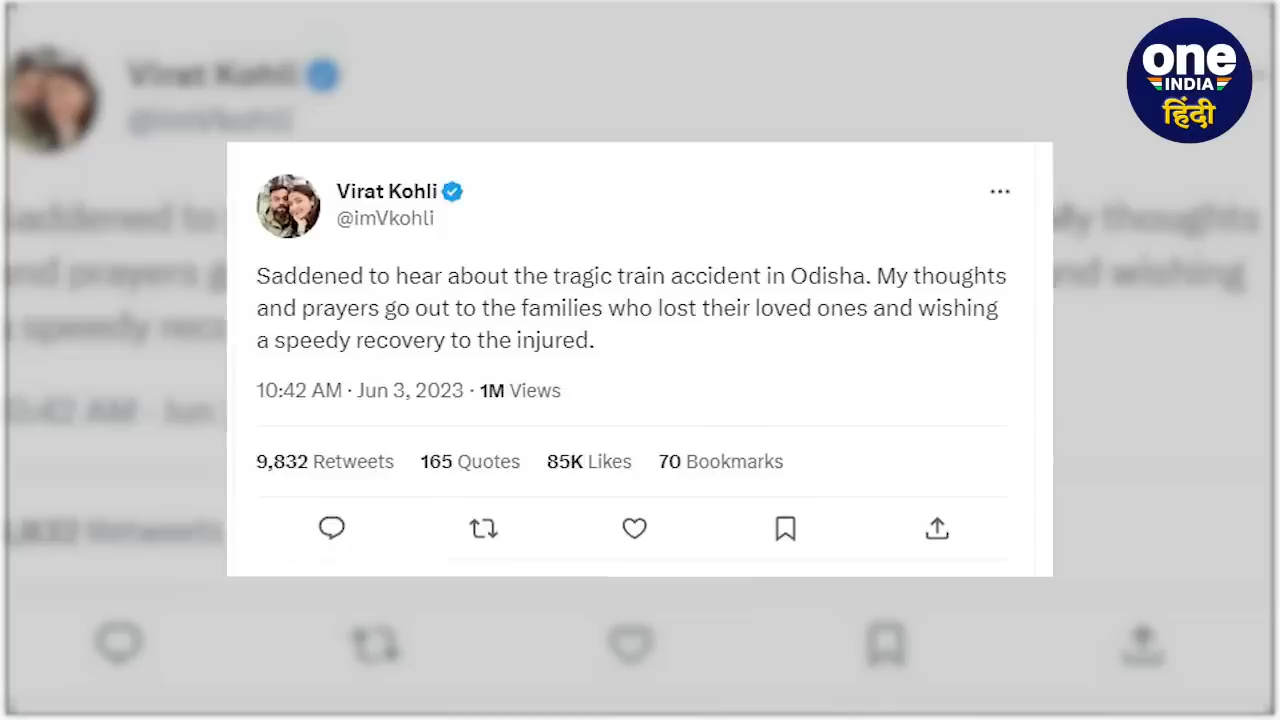 one
INDIA
हिंदी
Virat Kohli
@imVkohli
Saddened to hear about the tragic train accident in Odisha. My thoughts
and prayers go out to the families who lost their loved ones and wishing
a speedy recovery to the injured.
10:42 AM · Jun 3, 2023 · 1M Views
9,832 Retweets 165 Quotes 85K Likes 70 Bookmarks